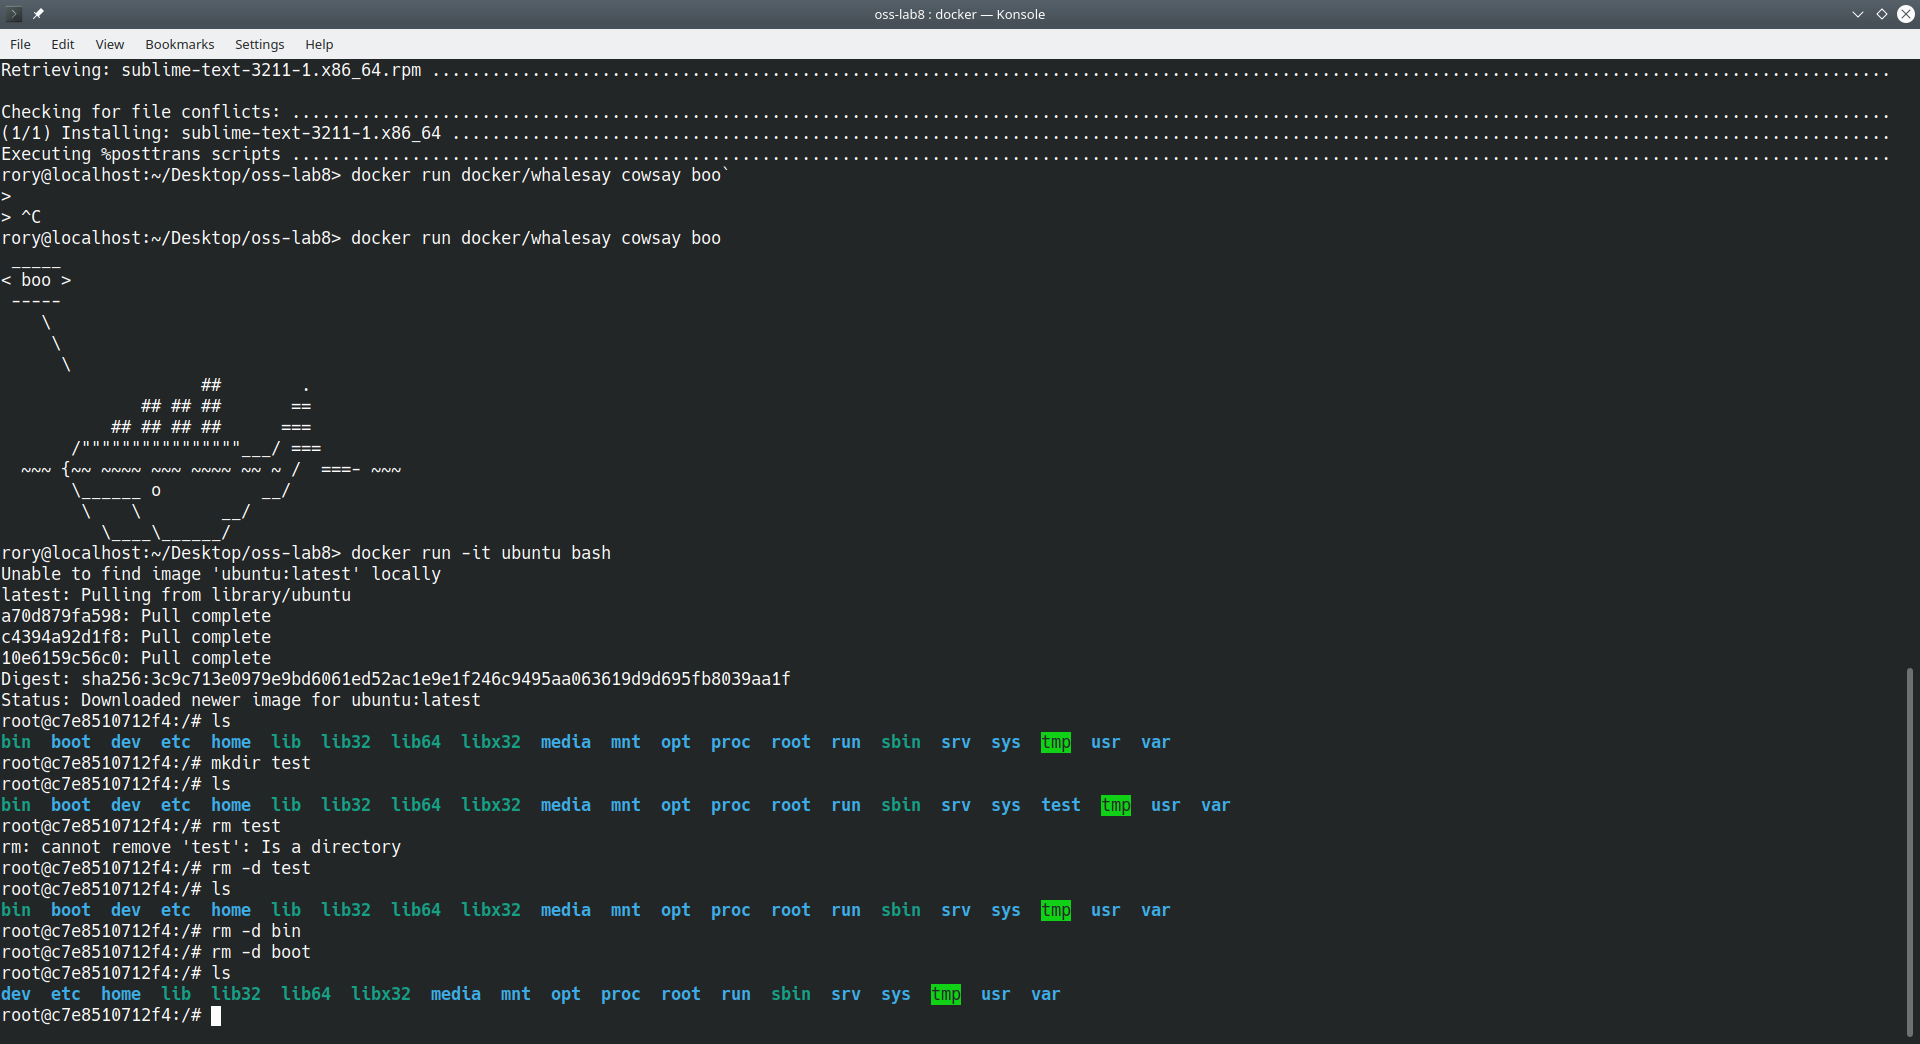 oss-lab8 : docker — Konsole
File Edit View Bookmarks Settings Help
Retrieving: sublime-text-3211-1.x86_64.rpm ..................................................................................................................................................
Checking for file conflicts: ................................................................................................................................................................
(1/1) Installing: sublime-text-3211-1.x86_64 ................................................................................................................................................
Executing %posttrans scripts ................................................................................................................................................................
rory@localhost:~/Desktop/oss-lab8> docker run docker/whalesay cowsay boo`
>
> ^C
rory@localhost:~/Desktop/oss-lab8> docker run docker/whalesay cowsay boo
 _____
< boo >
 -----
    \
     \
      \
                    ##        .
              ## ## ##       ==
           ## ## ## ##      ===
       /""""""""""""""""___/ ===
  ~~~ {~~ ~~~~ ~~~ ~~~~ ~~ ~ /  ===- ~~~
       \______ o          __/
        \    \        __/
          \____\______/
rory@localhost:~/Desktop/oss-lab8> docker run -it ubuntu bash
Unable to find image 'ubuntu:latest' locally
latest: Pulling from library/ubuntu
a70d879fa598: Pull complete
c4394a92d1f8: Pull complete
10e6159c56c0: Pull complete
Digest: sha256:3c9c713e0979e9bd6061ed52ac1e9e1f246c9495aa063619d9d695fb8039aa1f
Status: Downloaded newer image for ubuntu:latest
root@c7e8510712f4:/# ls
bin  boot  dev  etc  home  lib  lib32  lib64  libx32  media  mnt  opt  proc  root  run  sbin  srv  sys  tmp  usr  var
root@c7e8510712f4:/# mkdir test
root@c7e8510712f4:/# ls
bin  boot  dev  etc  home  lib  lib32  lib64  libx32  media  mnt  opt  proc  root  run  sbin  srv  sys  test  tmp  usr  var
root@c7e8510712f4:/# rm test
rm: cannot remove 'test': Is a directory
root@c7e8510712f4:/# rm -d test
root@c7e8510712f4:/# ls
bin  boot  dev  etc  home  lib  lib32  lib64  libx32  media  mnt  opt  proc  root  run  sbin  srv  sys  tmp  usr  var
root@c7e8510712f4:/# rm -d bin
root@c7e8510712f4:/# rm -d boot
root@c7e8510712f4:/# ls
dev  etc  home  lib  lib32  lib64  libx32  media  mnt  opt  proc  root  run  sbin  srv  sys  tmp  usr  var
root@c7e8510712f4:/#